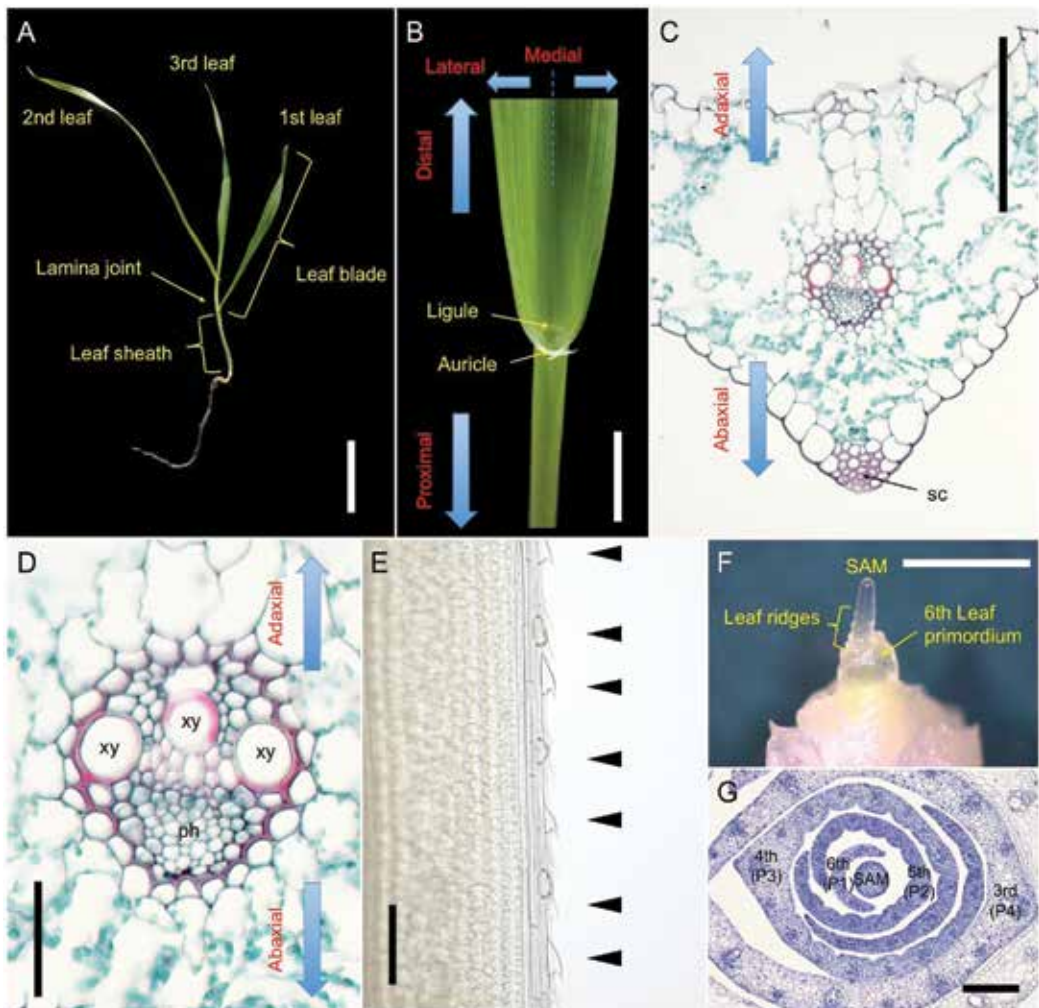 A
3rd leaf
2nd leaf
1st leaf
Lamina joint
Leaf blade
Leaf sheath
B
Medial
Lateral
Distal
Ligule
Auricle
Proximal
C
Adaxial
Abaxial
sc
D
Adaxial
xy
xy
xy
ph
Abaxial
E
F
SAM
Leaf ridges
6th Leaf
primordium
G
4th
(P3)
6th
(P1)
SAM
5th
(P2)
3rd
(P4)